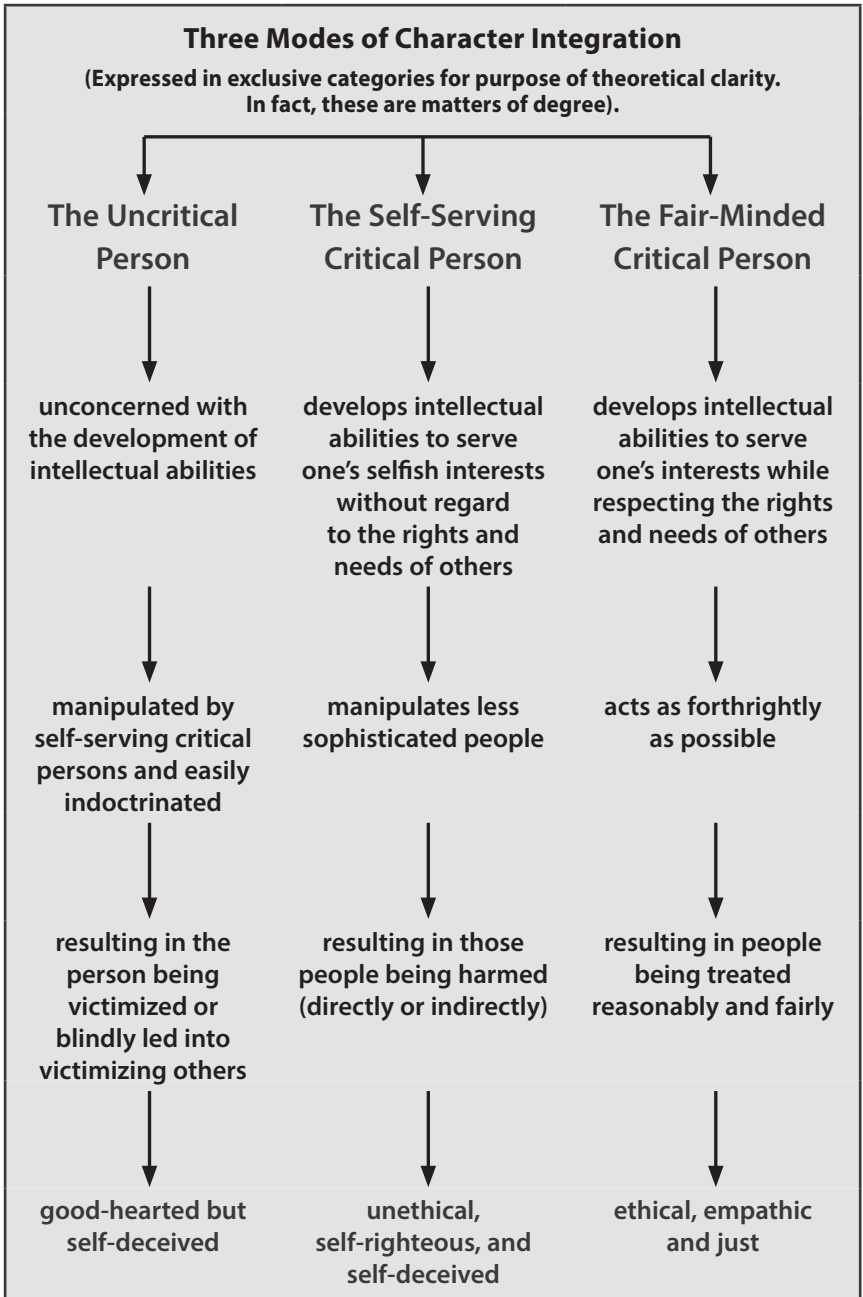 Three Modes of Character Integration
(Expressed in exclusive categories for purpose of theoretical clarity.
In fact, these are matters of degree).
The Uncritical
Person
The Self-Serving
Critical Person
The Fair-Minded
Critical Person
unconcerned with
the development of
intellectual abilities
develops intellectual
abilities to serve
one’s selfish interests
without regard
to the rights and
needs of others
develops intellectual
abilities to serve
one’s interests while
respecting the rights
and needs of others
manipulated by
self-serving critical
persons and easily
indoctrinated
manipulates less
sophisticated people
acts as forthrightly
as possible
resulting in the
person being
victimized or
blindly led into
victimizing others
resulting in those
people being harmed
(directly or indirectly)
resulting in people
being treated
reasonably and fairly
good-hearted but
self-deceived
unethical,
self-righteous, and
self-deceived
ethical, empathic
and just